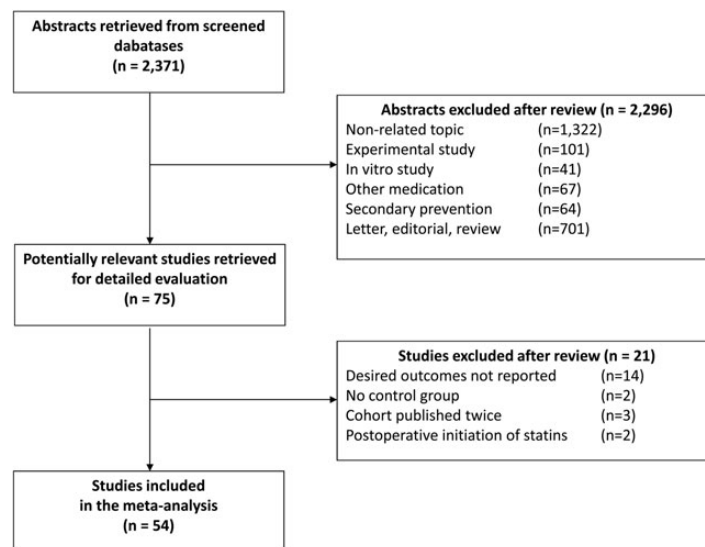 Abstracts retrieved from screened
dabatases
(n = 2,371)
Abstracts excluded after review (n = 2,296)
Non-related topic (n=1,322)
Experimental study (n=101)
In vitro study (n=41)
Other medication (n=67)
Secondary prevention (n=64)
Letter, editorial, review (n=701)
Potentially relevant studies retrieved
for detailed evaluation
(n = 75)
Studies excluded after review (n = 21)
Desired outcomes not reported (n=14)
No control group (n=2)
Cohort published twice (n=3)
Postoperative initiation of statins (n=2)
Studies included
in the meta-analysis
(n = 54)